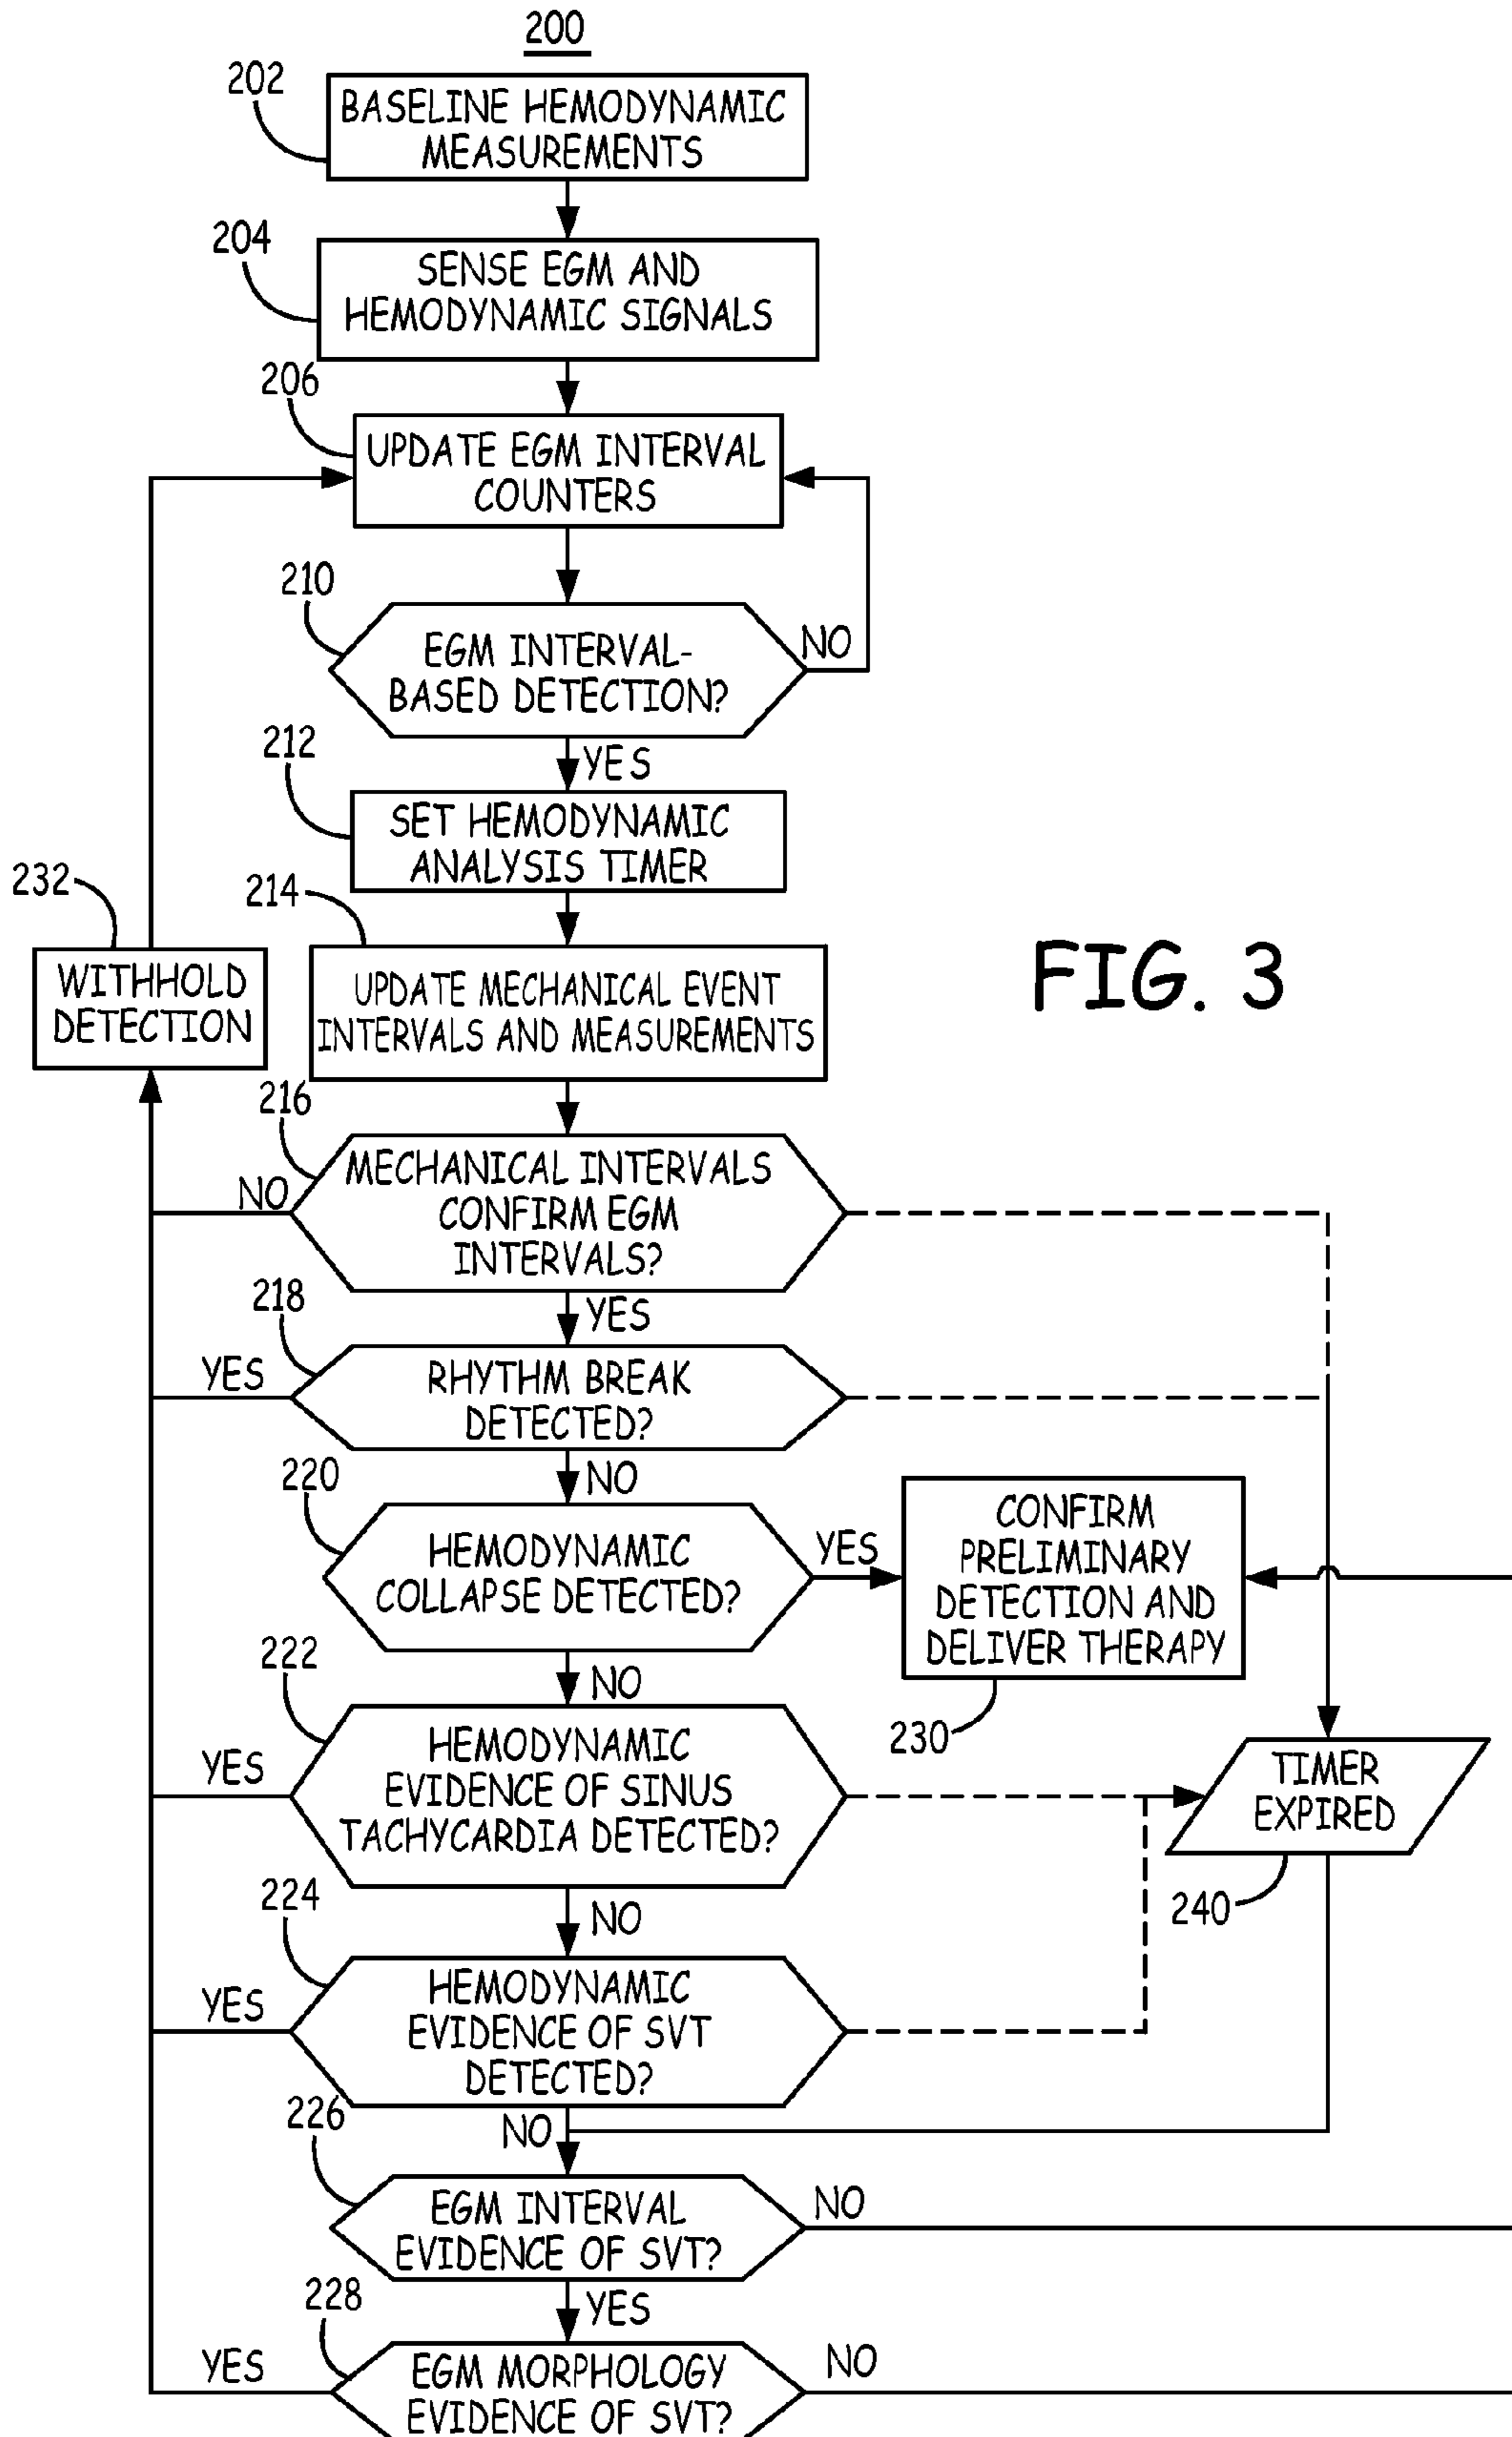 200
202
BASELINE HEMODYNAMIC
MEASUREMENTS
204
SENSE EGM AND
HEMODYNAMIC SIGNALS
206
UPDATE EGM INTERVAL
COUNTERS
210
EGM INTERVAL-
BASED DETECTION?
NO
YES
212
SET HEMODYNAMIC
ANALYSIS TIMER
232
WITHHOLD
DETECTION
214
UPDATE MECHANICAL EVENT
INTERVALS AND MEASUREMENTS
FIG. 3
216
NO
MECHANICAL INTERVALS
CONFIRM EGM
INTERVALS?
YES
218
YES
RHYTHM BREAK
DETECTED?
NO
220
HEMODYNAMIC
COLLAPSE DETECTED?
YES
CONFIRM
PRELIMINARY
DETECTION AND
DELIVER THERAPY
230
NO
222
YES
HEMODYNAMIC
EVIDENCE OF SINUS
TACHYCARDIA DETECTED?
TIMER
EXPIRED
240
NO
224
YES
HEMODYNAMIC
EVIDENCE OF SVT
DETECTED?
NO
226
EGM INTERVAL
EVIDENCE OF SVT?
NO
YES
228
YES
EGM MORPHOLOGY
EVIDENCE OF SVT?
NO